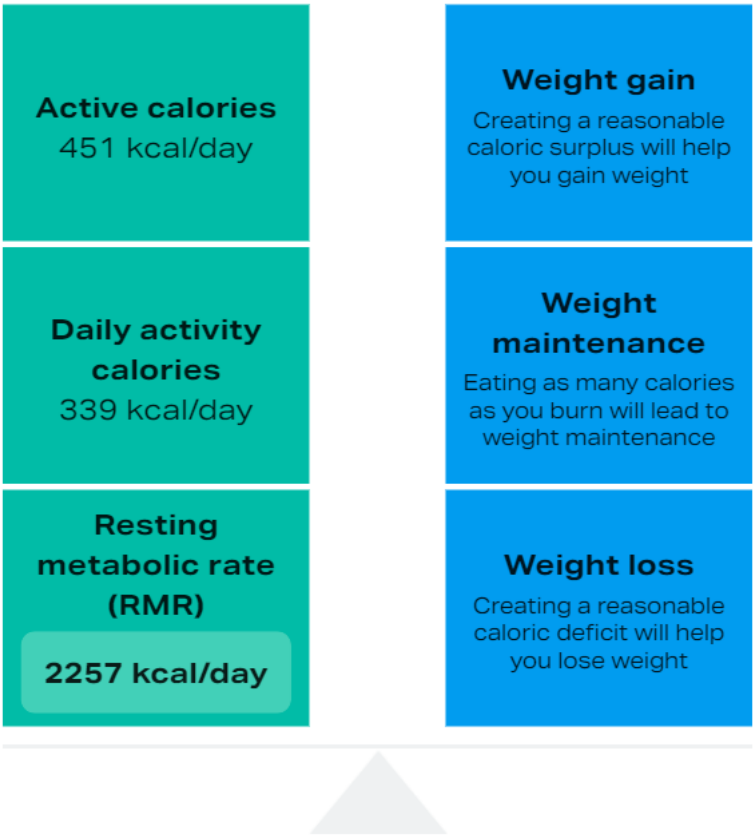 Active calories
451 kcal/day
Daily activity
calories
339 kcal/day
Resting
metabolic rate
(RMR)
2257 kcal/day
Weight gain
Creating a reasonable
caloric surplus will help
you gain weight
Weight
maintenance
Eating as many calories
as you burn will lead to
weight maintenance
Weight loss
Creating a reasonable
caloric deficit will help
you lose weight